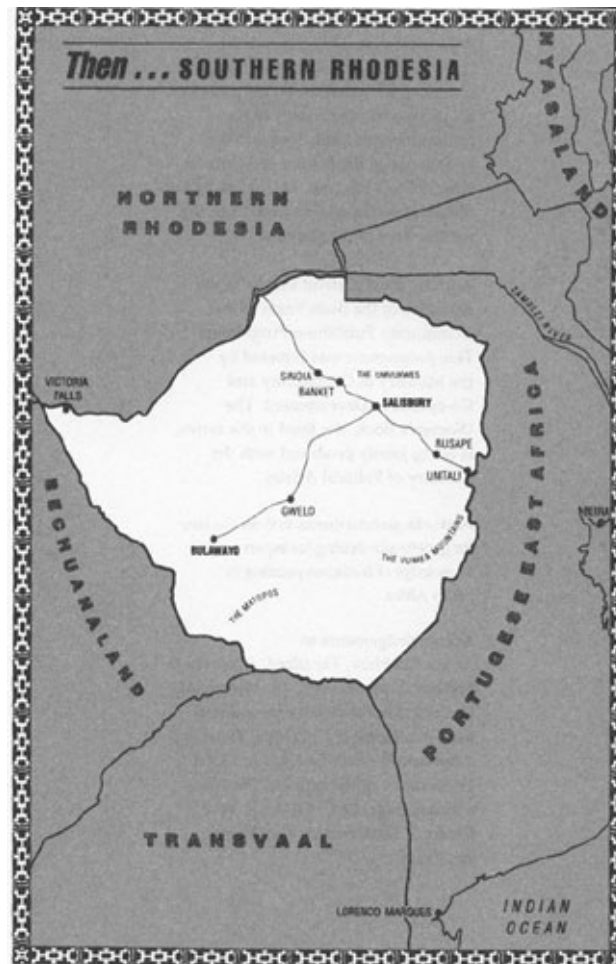 Then ... SOUTHERN RHODESIA
NYASALAND
NORTHERN
RHODESIA
ZAMBEZI RIVER
VICTORIA
FALLS
SINOIA
THE UMVUKWES
BANKET
SALISBURY
RUSAPE
UMTALI
GWELO
BULAWAYO
THE VUMBA MOUNTAINS
THE MATOPOS
BEIRA
BECHUANALAND
PORTUGESE EAST AFRICA
TRANSVAAL
LORENCO MARQUES
INDIAN
OCEAN